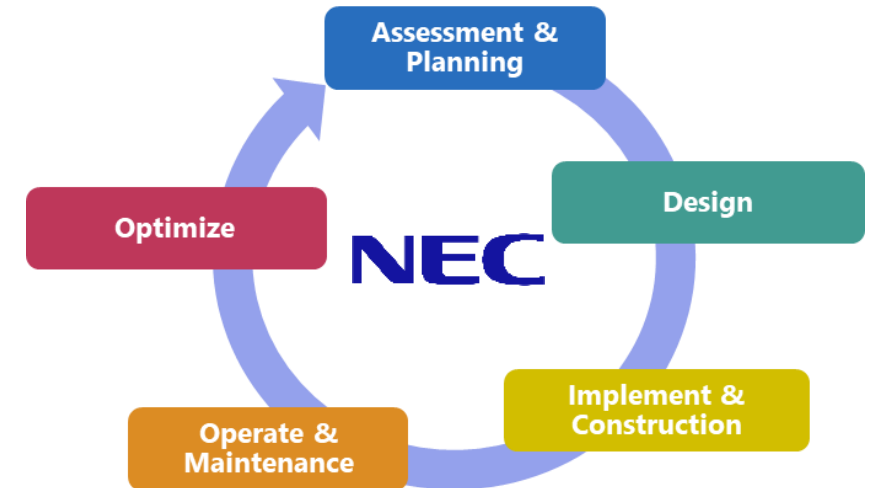 Assessment &
Planning
Design
Optimize
NEC
Implement &
Construction
Operate &
Maintenance